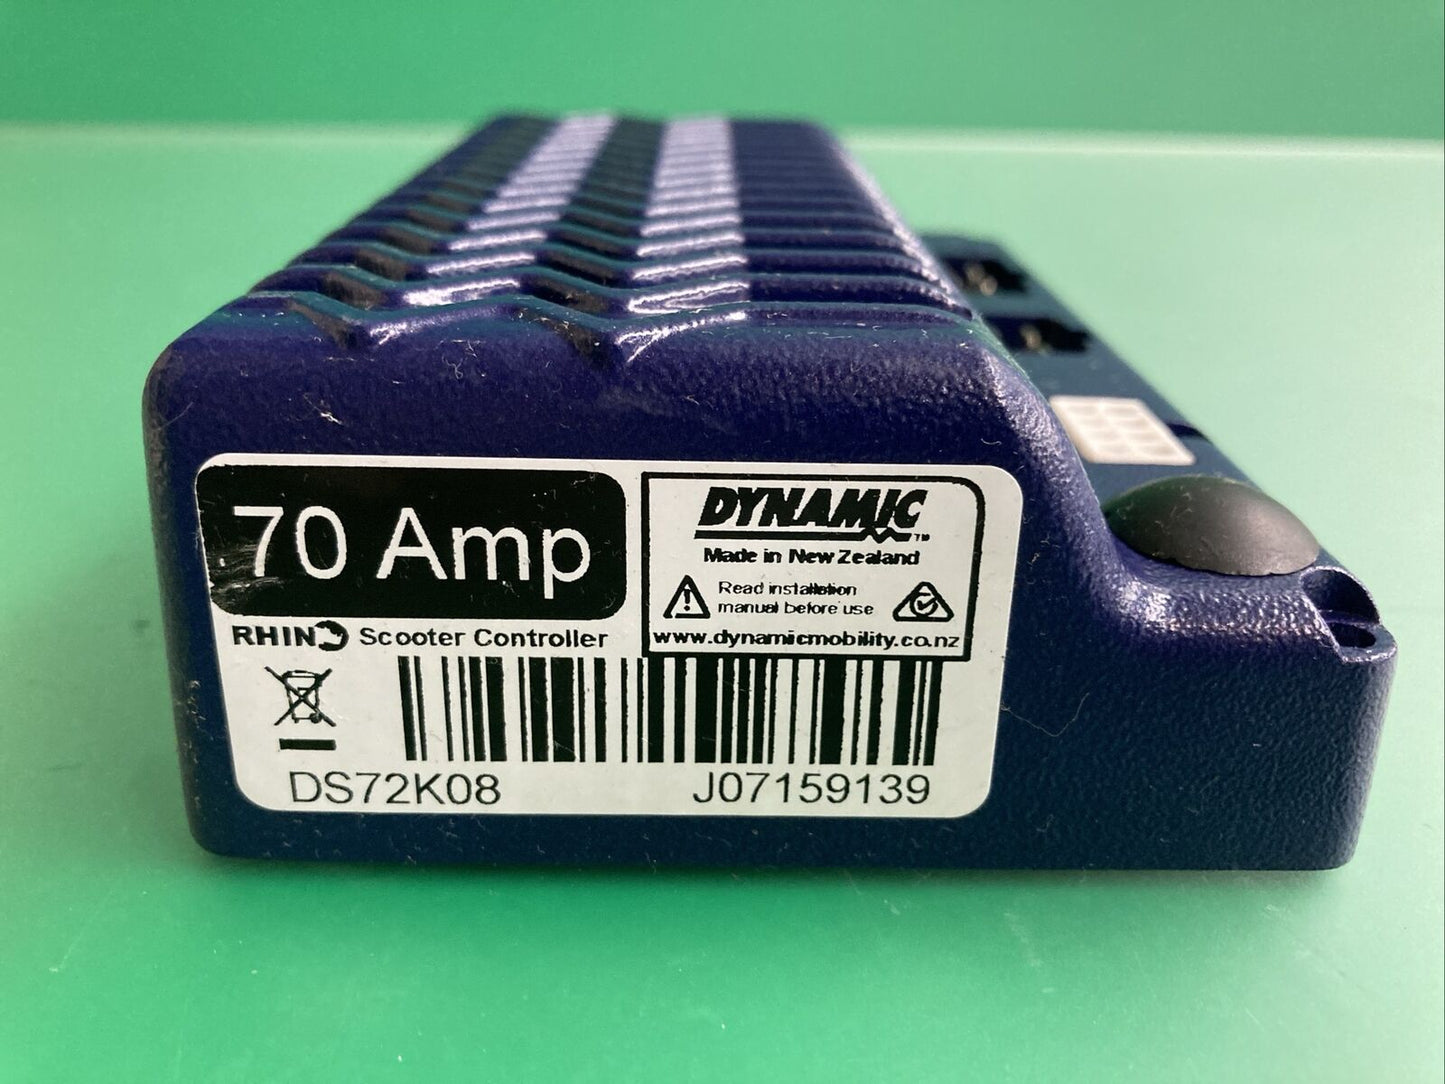 70 Amp
RHINO Scooter Controller
DYNAMIC™
Made in New Zealand
Read installation
manual before use
www.dynamicmobility.co.nz
DS72K08 J07159139